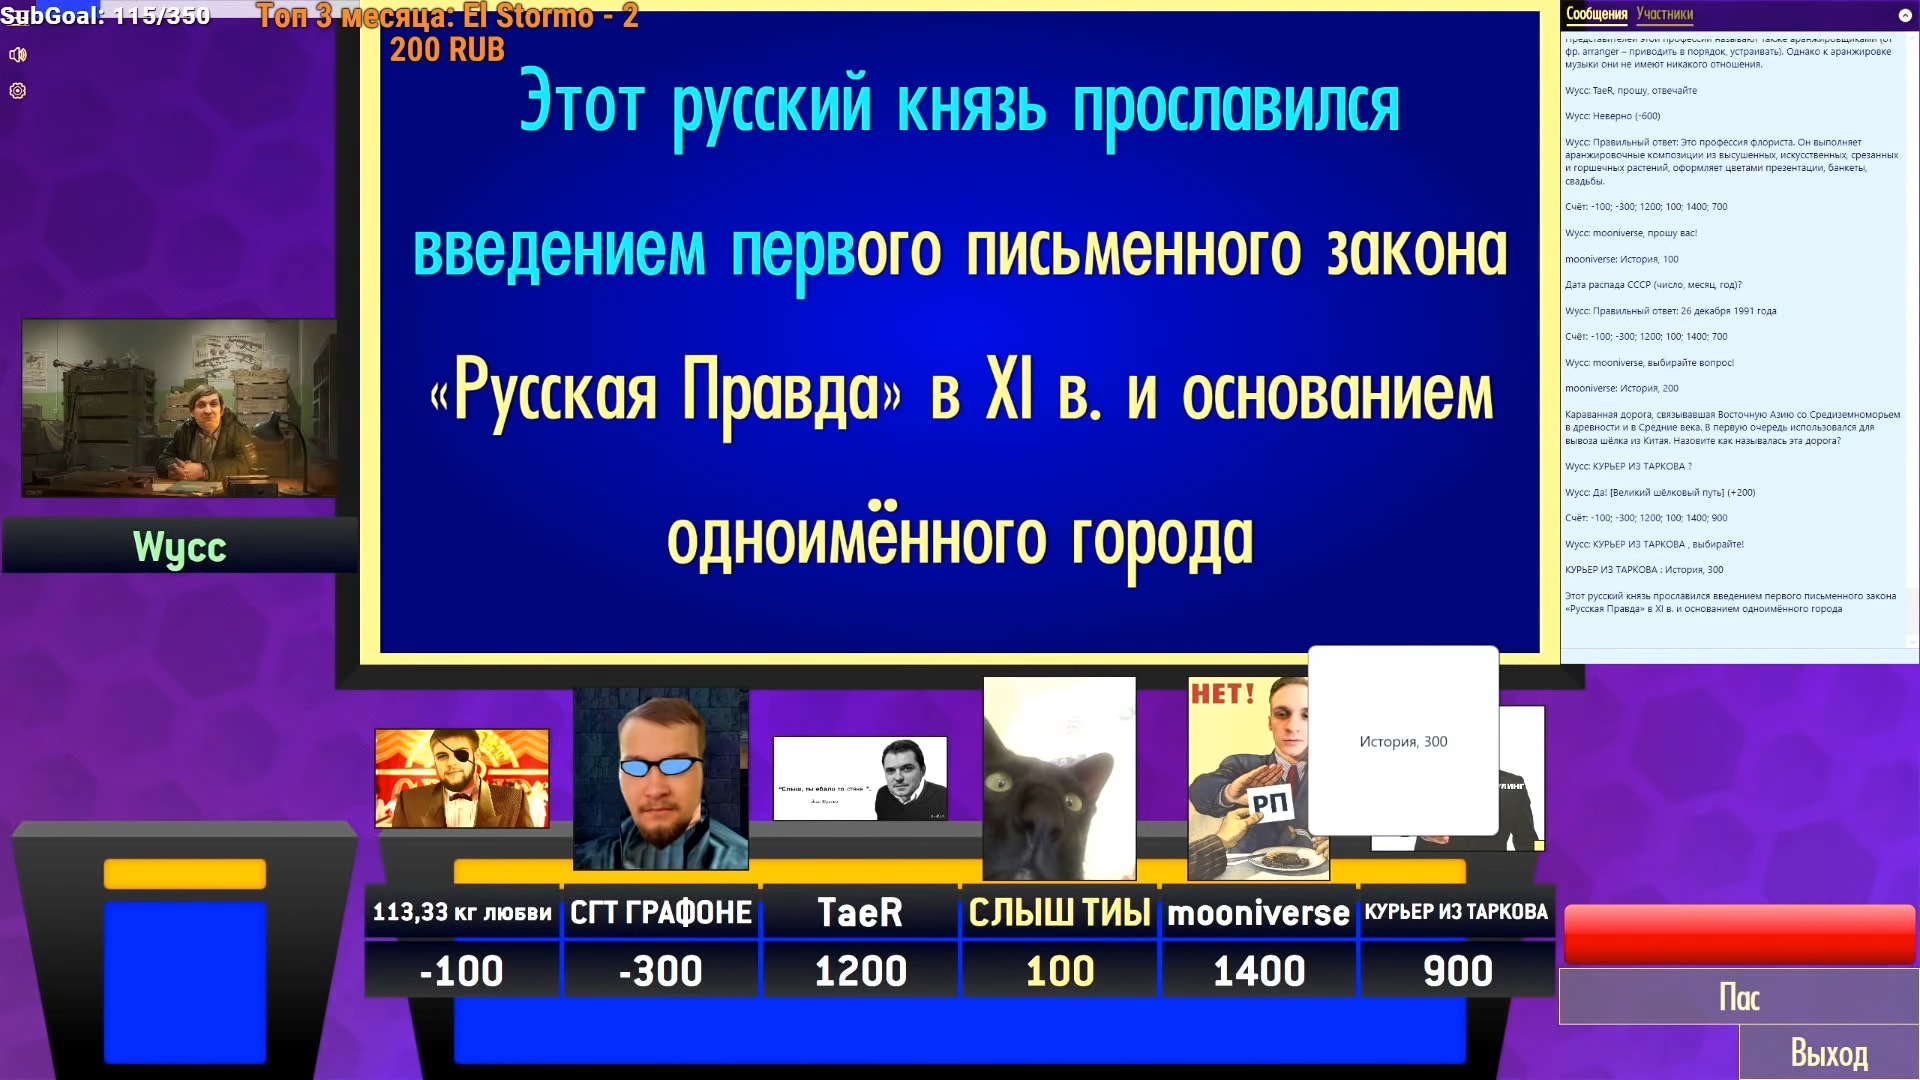 SubGoal: 115/350
Топ 3 месяца: El Stormo - 2
200 RUB
Этот русский князь прославился
введением первого письменного закона
«Русская Правда» в XI в. и основанием
одноимённого города
Wycc
Сообщения Участники
Представителей этой профессии называют также аранжировщиками (от
фр. arranger – приводить в порядок, устраивать). Однако к аранжировке
музыки они не имеют никакого отношения.
Wycc: TaeR, прошу, отвечайте
Wycc: Неверно (-600)
Wycc: Правильный ответ: Это профессия флориста. Он выполняет
аранжировочные композиции из высушенных, искусственных, срезанных
и горшечных растений, оформляет цветами презентации, банкеты,
свадьбы.
Счёт: -100; -300; 1200; 100; 1400; 700
Wycc: mooniverse, прошу вас!
mooniverse: История, 100
Дата распада СССР (число, месяц, год)?
Wycc: Правильный ответ: 26 декабря 1991 года
Счёт: -100; -300; 1200; 100; 1400; 700
Wycc: mooniverse, выбирайте вопрос!
mooniverse: История, 200
Караванная дорога, связывавшая Восточную Азию со Средиземноморьем
в древности и в Средние века. В первую очередь использовался для
вывоза шёлка из Китая. Назовите как называлась эта дорога?
Wycc: КУРЬЕР ИЗ ТАРКОВА ?
Wycc: Да! [Великий шёлковый путь] (+200)
Счёт: -100; -300; 1200; 100; 1400; 900
Wycc: КУРЬЕР ИЗ ТАРКОВА , выбирайте!
КУРЬЕР ИЗ ТАРКОВА : История, 300
Этот русский князь прославился введением первого письменного закона
«Русская Правда» в XI в. и основанием одноимённого города
НЕТ!
РП
История, 300
113,33 кг любви
СГТ ГРАФОНЕ
TaeR
СЛЫШ ТИЫ
mooniverse
КУРЬЕР ИЗ ТАРКОВА
-100
-300
1200
100
1400
900
Пас
Выход